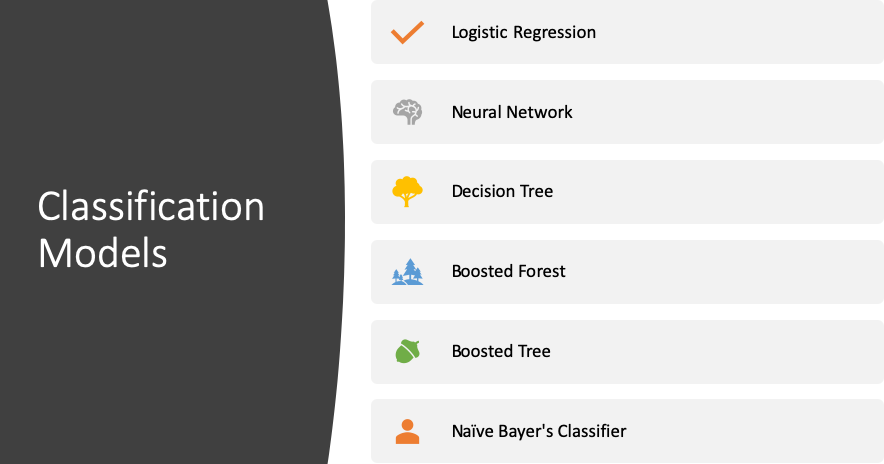 Classification
Models
Logistic Regression
Neural Network
Decision Tree
Boosted Forest
Boosted Tree
Naïve Bayer's Classifier